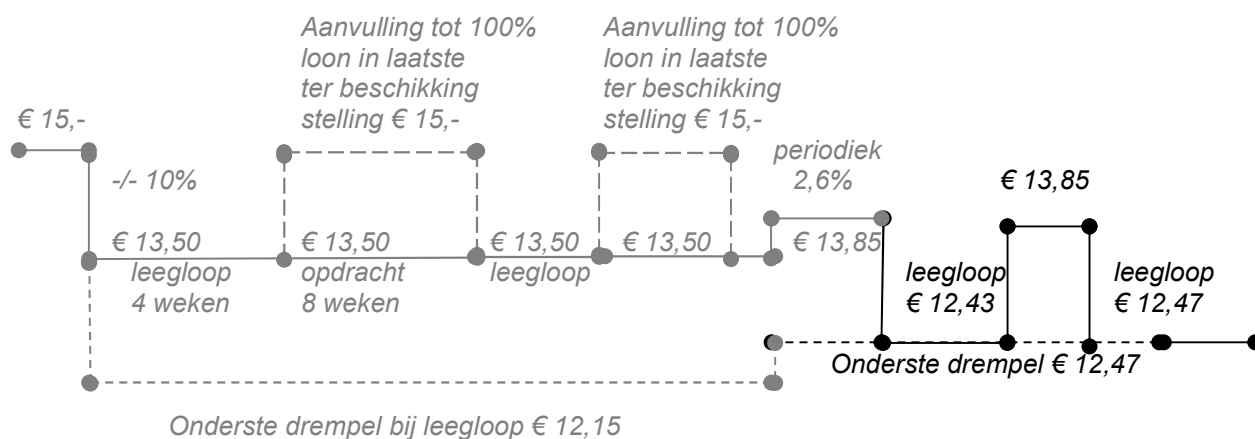 Aanvulling tot 100%
loon in laatste
ter beschikking
stelling € 15,-
Aanvulling tot 100%
loon in laatste
ter beschikking
stelling € 15,-
€ 15,-
-/- 10%
periodiek
2,6%
€ 13,85
€ 13,50
leegloop
4 weken
€ 13,50
opdracht
8 weken
€ 13,50
leegloop
€ 13,50
€ 13,85
leegloop
€ 12,43
leegloop
€ 12,47
Onderste drempel € 12,47
Onderste drempel bij leegloop € 12,15